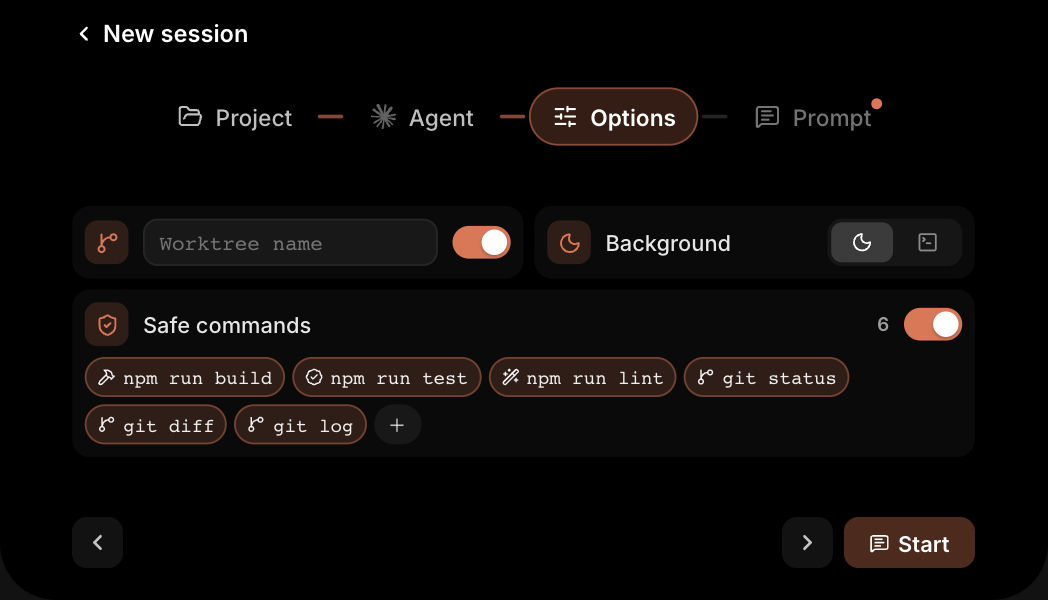 New session
Project Agent Options Prompt
Worktree name Background
Safe commands 6
npm run build npm run test npm run lint git status
git diff git log +
Start